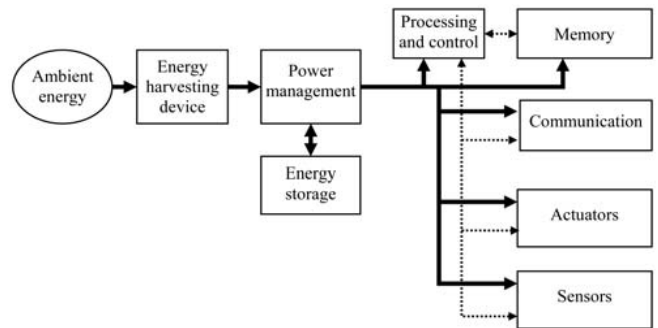 Ambient
energy
Energy
harvesting
device
Power
management
Energy
storage
Processing
and control
Memory
Communication
Actuators
Sensors